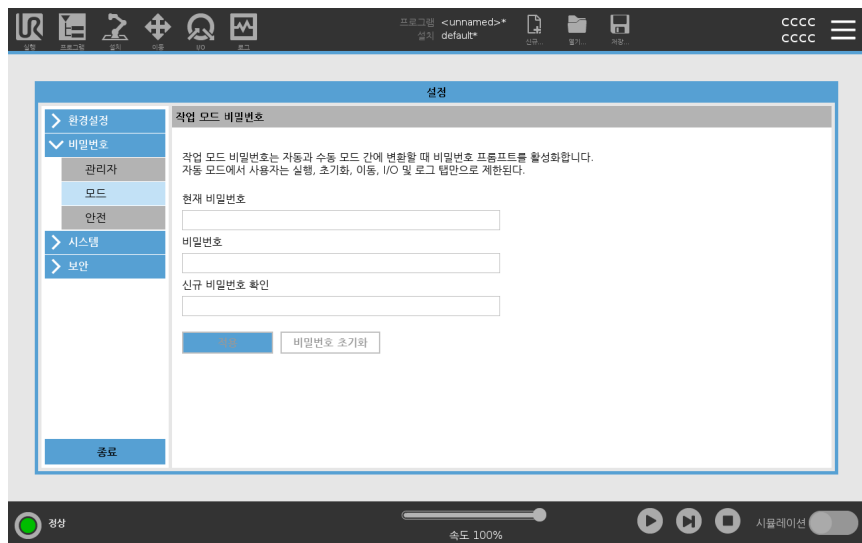 UR
프로그램 <unnamed>*
설치 default*
실행
프로그램
설치
이동
I/O
로그
신규...
열기...
저장...
CCCC
CCCC
설정
환경설정
비밀번호
관리자
모드
안전
시스템
보안
종료
작업 모드 비밀번호
작업 모드 비밀번호는 자동과 수동 모드 간에 변환할 때 비밀번호 프롬프트를 활성화합니다.
자동 모드에서 사용자는 실행, 초기화, 이동, I/O 및 로그 탭만으로 제한된다.
현재 비밀번호
비밀번호
신규 비밀번호 확인
비밀번호 초기화
정상
속도 100%
시뮬레이션